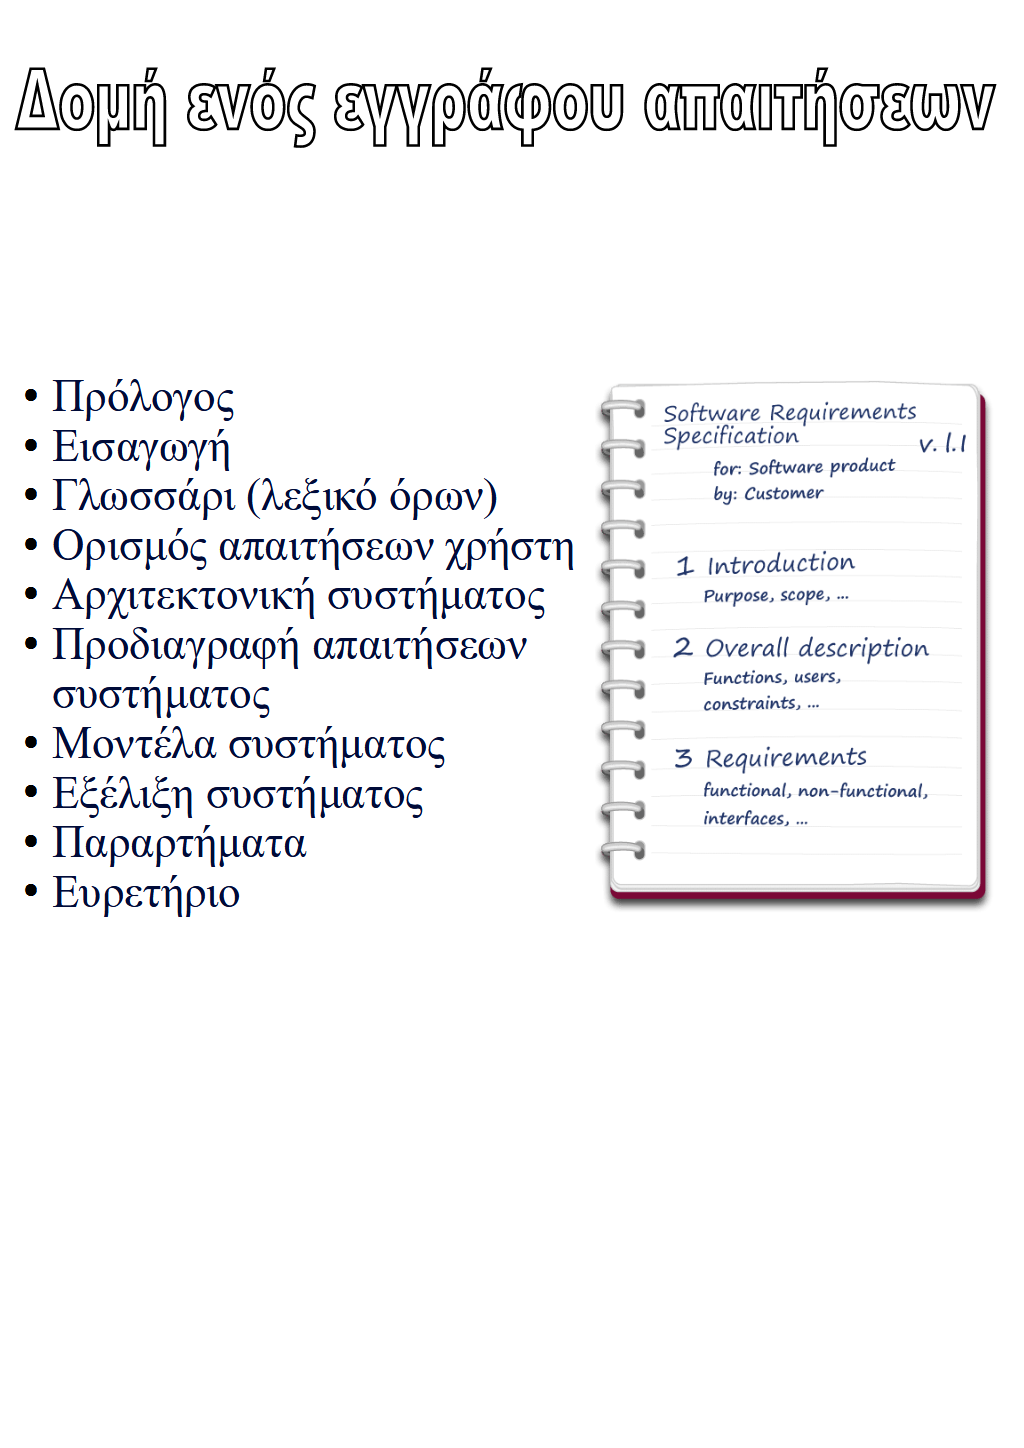 Δομή ενός εγγράφου απαιτήσεων
• Πρόλογος
• Εισαγωγή
• Γλωσσάρι (λεξικό όρων)
• Ορισμός απαιτήσεων χρήστη
• Αρχιτεκτονική συστήματος
• Προδιαγραφή απαιτήσεων
συστήματος
• Μοντέλα συστήματος
• Εξέλιξη συστήματος
• Παραρτήματα
• Ευρετήριο
Software Requirements
Specification
v. 1.1
for: Software product
by: Customer
1 Introduction
Purpose, scope, ...
2 Overall description
Functions, users,
constraints, ...
3 Requirements
functional, non-functional,
interfaces, ...